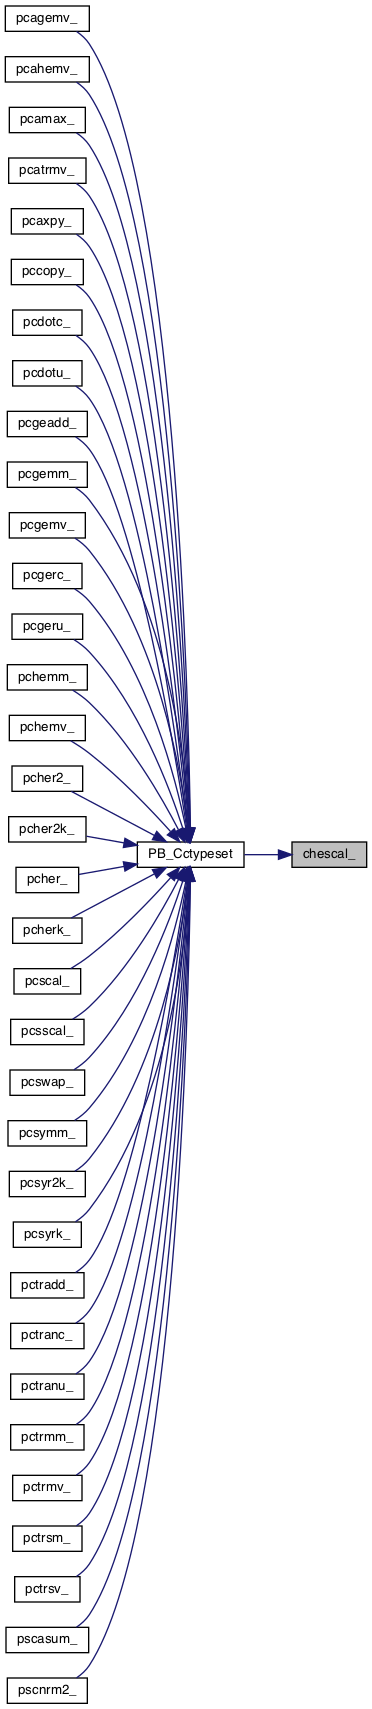 pcagemv_
pcahemv_
pcamax_
pcatrmv_
pcaxpy_
pccopy_
pcdotc_
pcdotu_
pcgeadd_
pcgemm_
pcgemv_
pcgerc_
pcgeru_
pchemm_
pchemv_
pcher2_
pcher2k_
PB_Cctypeset
chescal_
pcher_
pcherk_
pcscal_
pcsscal_
pcswap_
pcsymm_
pcsyr2k_
pcsyrk_
pctradd_
pctranc_
pctranu_
pctrmm_
pctrmv_
pctrsm_
pctrsv_
pscasum_
pscnrm2_